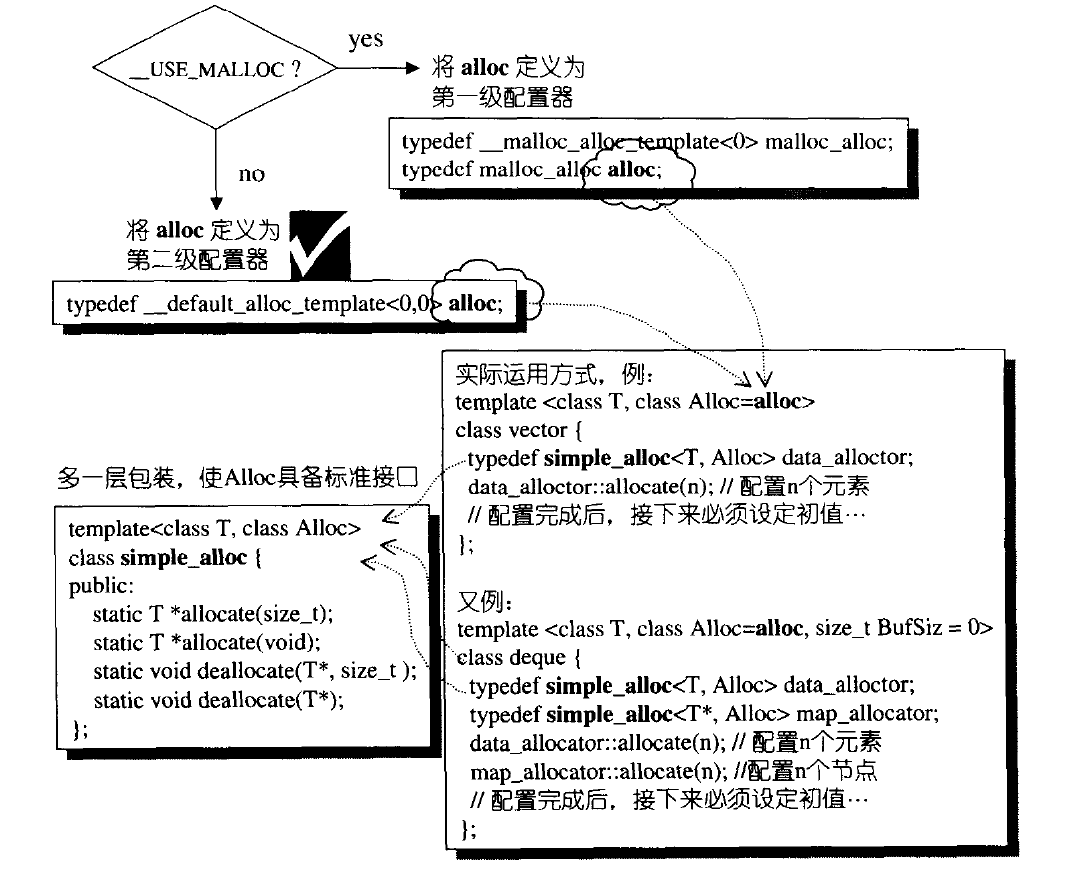 __USE_MALLOC ?
yes
将 alloc 定义为
第一级配置器
typedef __malloc_alloc_template<0> malloc_alloc;
typedef malloc_alloc alloc;
no
将 alloc 定义为
第二级配置器
typedef __default_alloc_template<0,0> alloc;
实际运用方式，例：
template <class T, class Alloc=alloc>
class vector {
typedef simple_alloc<T, Alloc> data_alloctor;
data_alloctor::allocate(n); // 配置n个元素
// 配置完成后，接下来必须设定初值…
};
又例：
template <class T, class Alloc=alloc, size_t BufSiz = 0>
class deque {
typedef simple_alloc<T, Alloc> data_alloctor;
typedef simple_alloc<T*, Alloc> map_allocator;
data_allocator::allocate(n); // 配置n个元素
map_allocator::allocate(n); //配置n个节点
// 配置完成后，接下来必须设定初值…
};
多一层包装，使Alloc具备标准接口
template<class T, class Alloc>
class simple_alloc {
public:
static T *allocate(size_t);
static T *allocate(void);
static void deallocate(T*, size_t );
static void deallocate(T*);
};